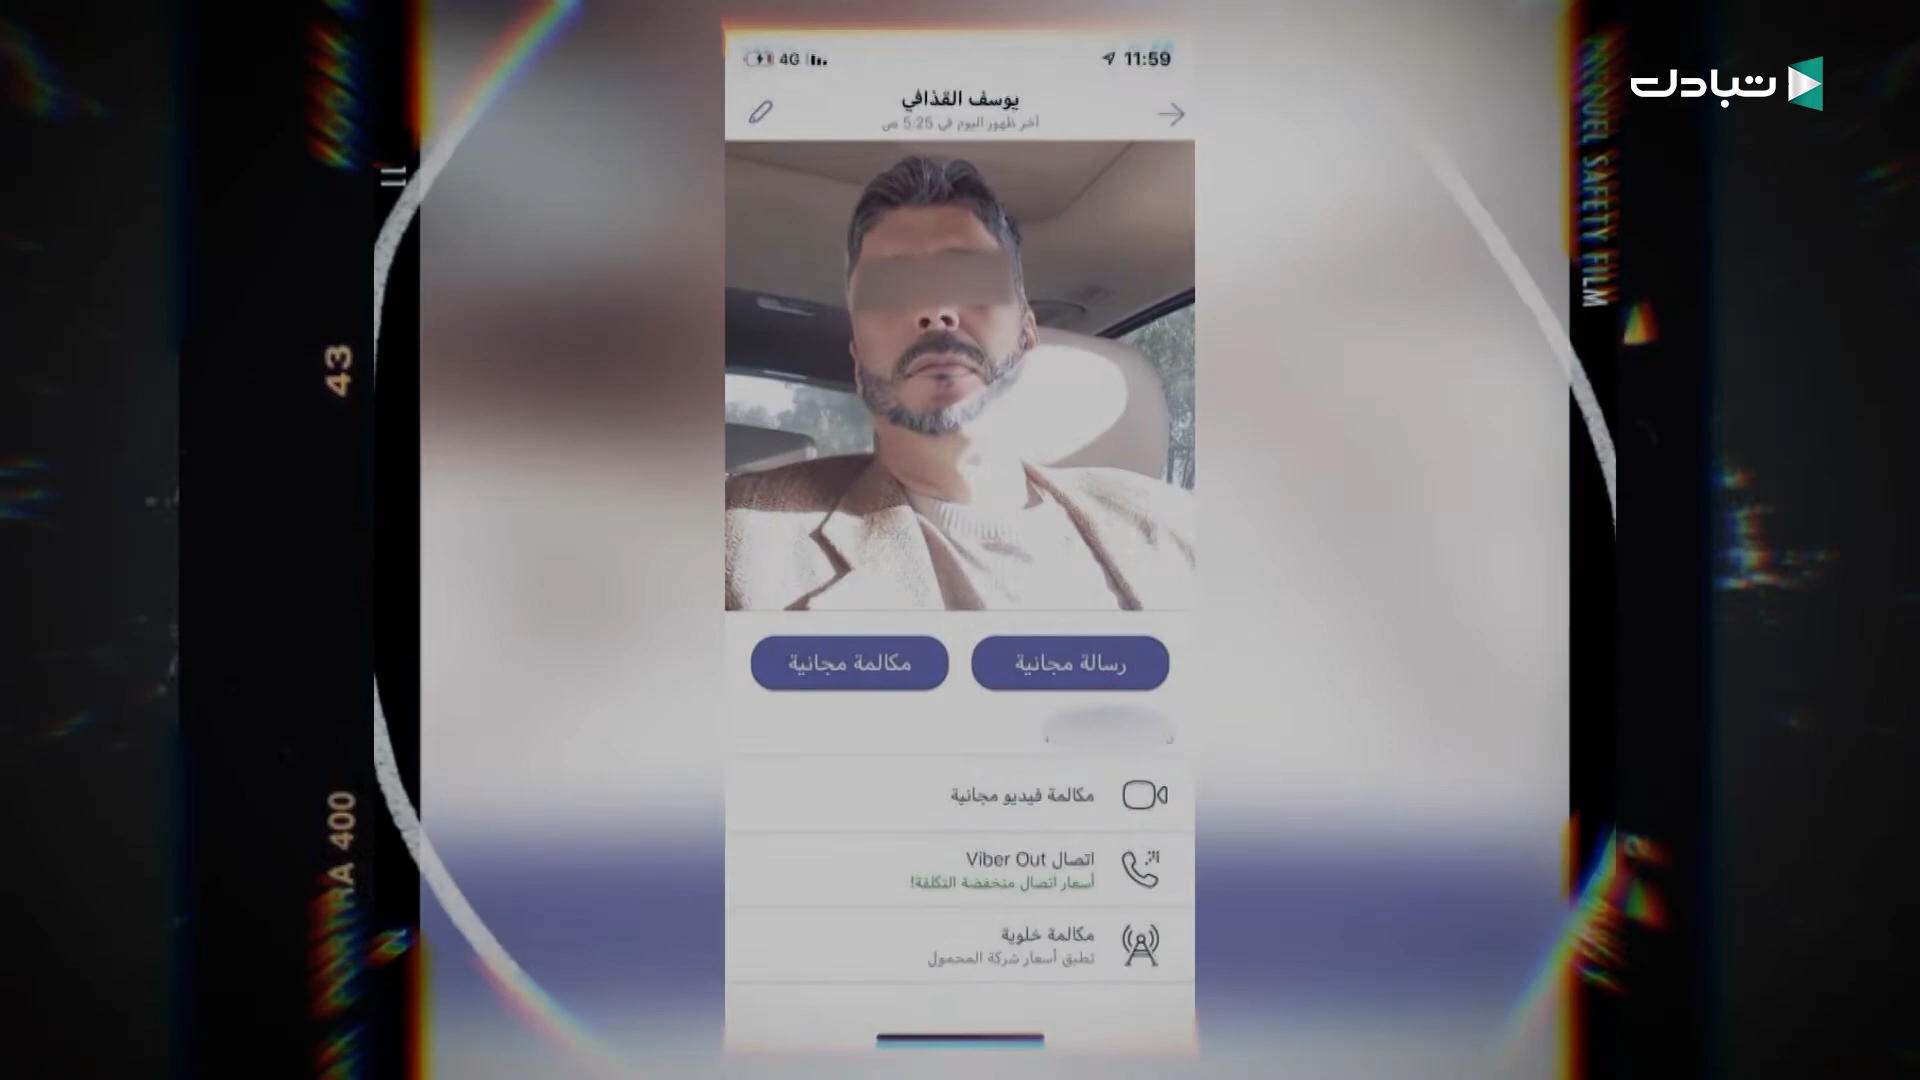 تبادل
4G
11:59
يوسف القذافي
آخر ظهور اليوم في 5:25 ص
رسالة مجانية
مكالمة مجانية
مكالمة فيديو مجانية
اتصال Viber Out
أسعار اتصال منخفضة التكلفة!
مكالمة خلوية
تطبق أسعار شركة المحمول
11
43
400
SAFETY FILM